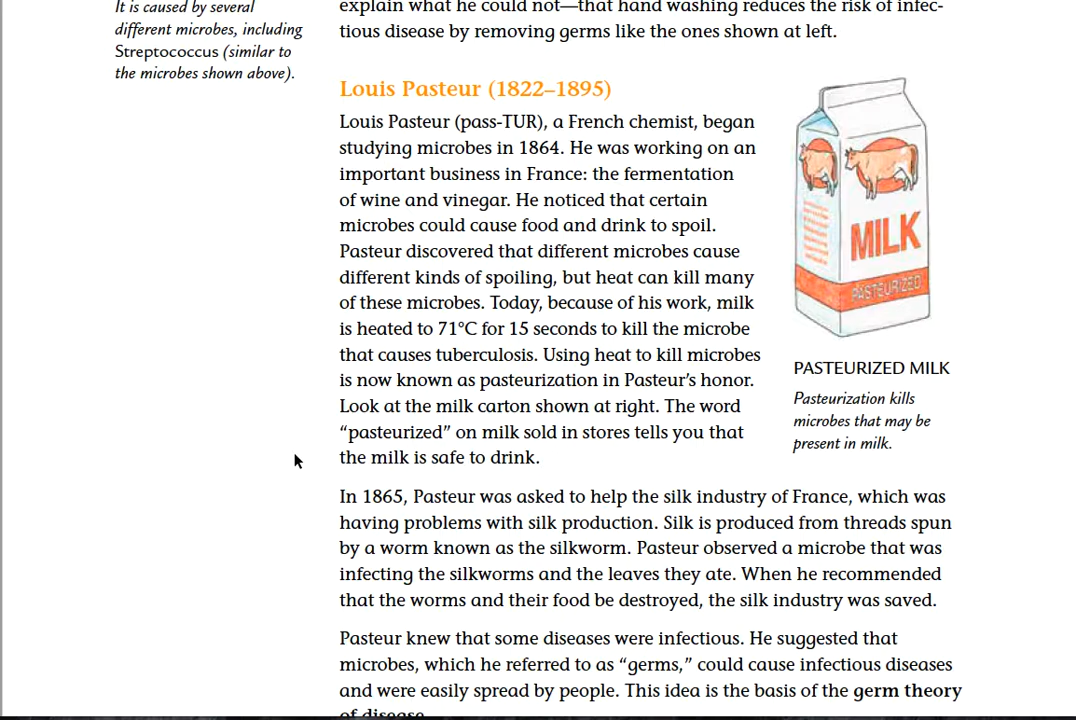 It is caused by several
different microbes, including
Streptococcus (similar to
the microbes shown above).
explain what he could not—that hand washing reduces the risk of infec-
tious disease by removing germs like the ones shown at left.
Louis Pasteur (1822–1895)
Louis Pasteur (pass-TUR), a French chemist, began
studying microbes in 1864. He was working on an
important business in France: the fermentation
of wine and vinegar. He noticed that certain
microbes could cause food and drink to spoil.
Pasteur discovered that different microbes cause
different kinds of spoiling, but heat can kill many
of these microbes. Today, because of his work, milk
is heated to 71°C for 15 seconds to kill the microbe
that causes tuberculosis. Using heat to kill microbes
is now known as pasteurization in Pasteur’s honor.
Look at the milk carton shown at right. The word
“pasteurized” on milk sold in stores tells you that
the milk is safe to drink.
MILK
PASTEURIZED
PASTEURIZED MILK
Pasteurization kills
microbes that may be
present in milk.
In 1865, Pasteur was asked to help the silk industry of France, which was
having problems with silk production. Silk is produced from threads spun
by a worm known as the silkworm. Pasteur observed a microbe that was
infecting the silkworms and the leaves they ate. When he recommended
that the worms and their food be destroyed, the silk industry was saved.
Pasteur knew that some diseases were infectious. He suggested that
microbes, which he referred to as “germs,” could cause infectious diseases
and were easily spread by people. This idea is the basis of the germ theory
of disease